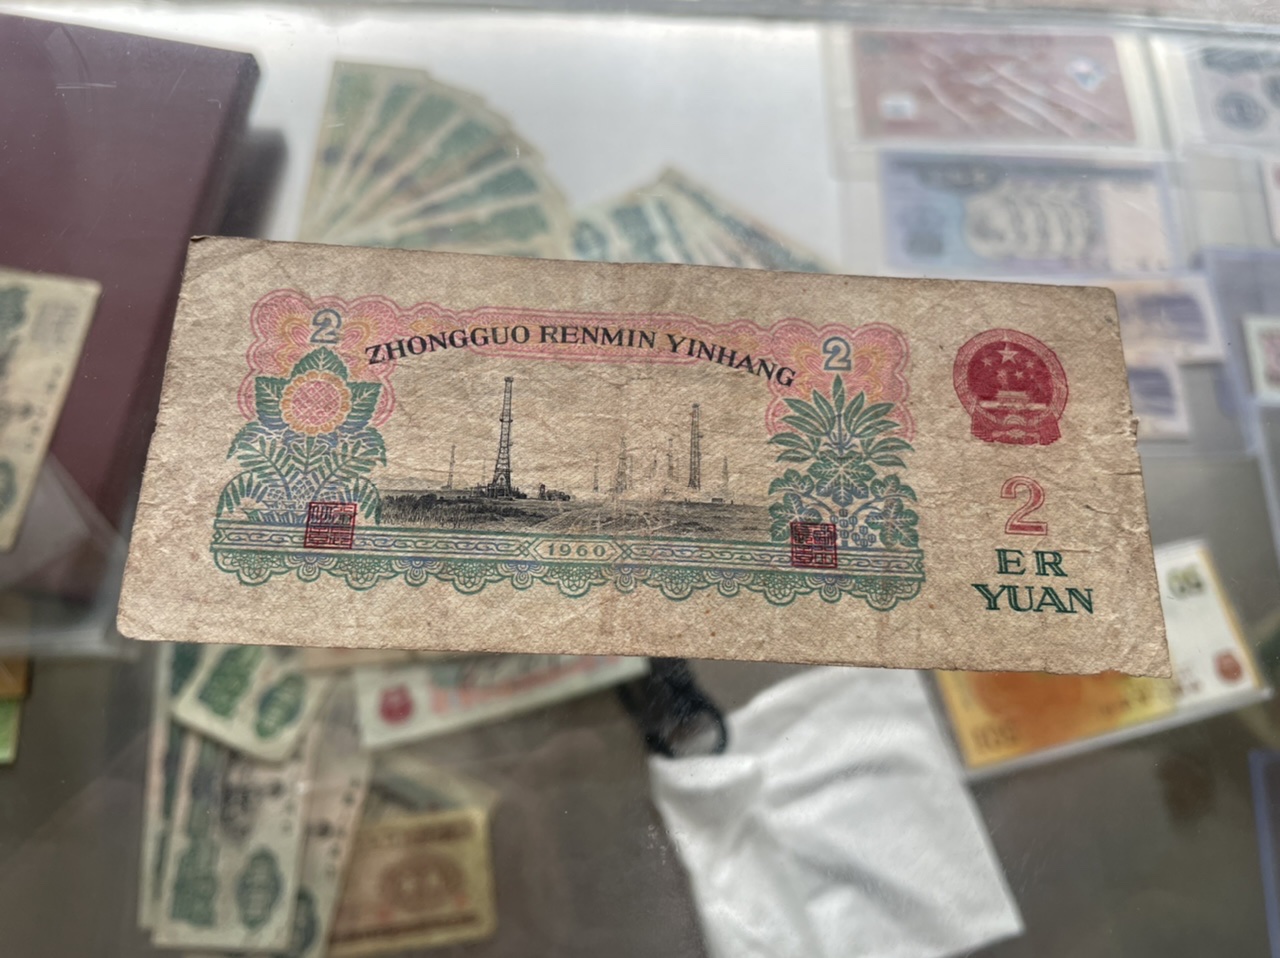 2
2
ZHONGGUO RENMIN YINHANG
1960
2
ER
YUAN